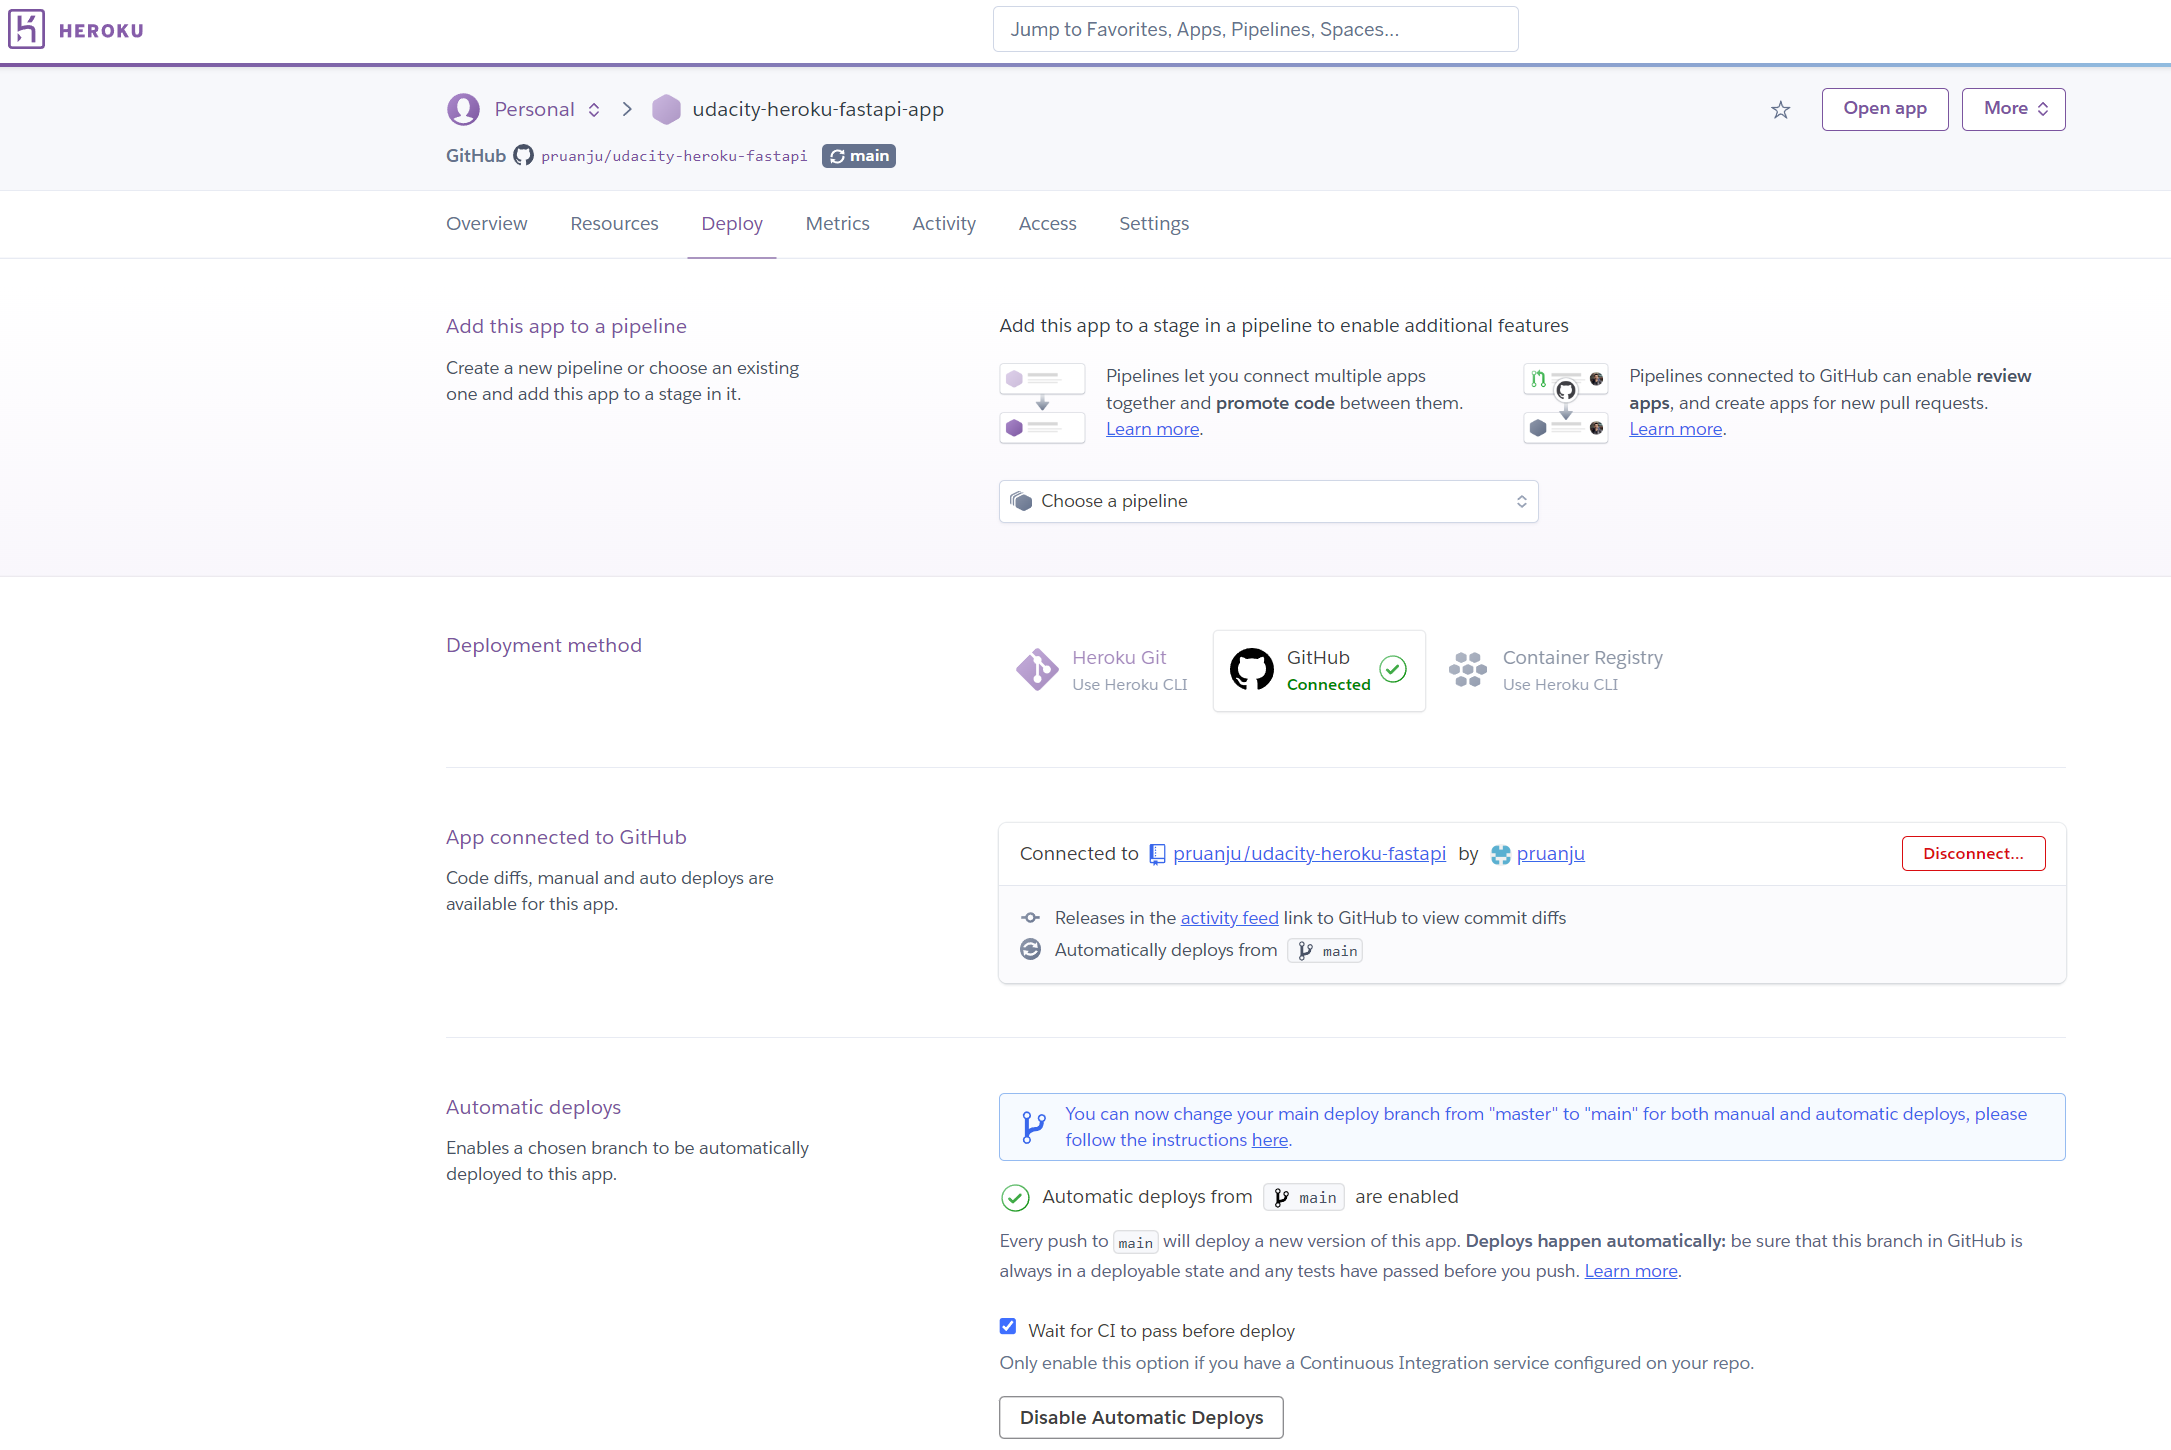 HEROKU
Jump to Favorites, Apps, Pipelines, Spaces...
Personal
udacity-heroku-fastapi-app
Open app
More
GitHub pruanju/udacity-heroku-fastapi main
Overview Resources Deploy Metrics Activity Access Settings
Add this app to a pipeline
Create a new pipeline or choose an existing
one and add this app to a stage in it.
Add this app to a stage in a pipeline to enable additional features
Pipelines let you connect multiple apps
together and promote code between them.
Learn more.
Pipelines connected to GitHub can enable review
apps, and create apps for new pull requests.
Learn more.
Choose a pipeline
Deployment method
Heroku Git
Use Heroku CLI
GitHub
Connected
Container Registry
Use Heroku CLI
App connected to GitHub
Code diffs, manual and auto deploys are
available for this app.
Connected to pruanju/udacity-heroku-fastapi by pruanju
Disconnect...
Releases in the activity feed link to GitHub to view commit diffs
Automatically deploys from main
Automatic deploys
Enables a chosen branch to be automatically
deployed to this app.
You can now change your main deploy branch from "master" to "main" for both manual and automatic deploys, please
follow the instructions here.
Automatic deploys from main are enabled
Every push to main will deploy a new version of this app. Deploys happen automatically: be sure that this branch in GitHub is
always in a deployable state and any tests have passed before you push. Learn more.
Wait for CI to pass before deploy
Only enable this option if you have a Continuous Integration service configured on your repo.
Disable Automatic Deploys